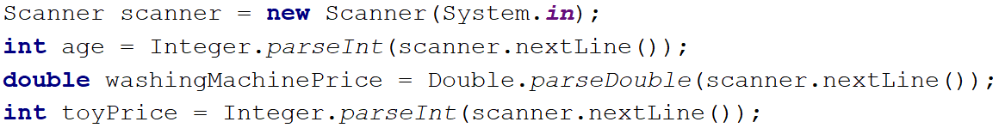 Scanner scanner = new Scanner(System.in);
int age = Integer.parseInt(scanner.nextLine());
double washingMachinePrice = Double.parseDouble(scanner.nextLine());
int toyPrice = Integer.parseInt(scanner.nextLine());